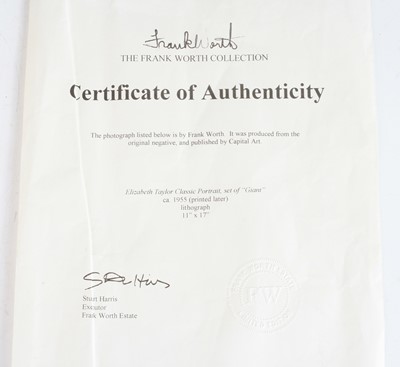 Frank Worth
THE FRANK WORTH COLLECTION
Certificate of Authenticity
The photograph listed below is by Frank Worth. It was produced from the
original negative, and published by Capital Art.
Elizabeth Taylor Classic Portrait, set of "Giant"
ca. 1955 (printed later)
lithograph
11" x 17"
Sturt Harris
Executor
Frank Worth Estate
FW